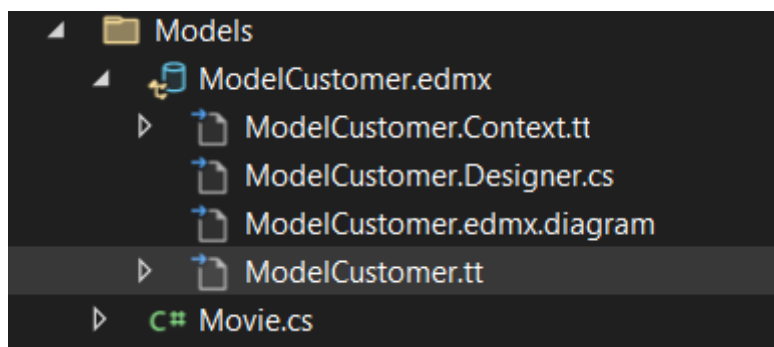 Models
ModelCustomer.edmx
ModelCustomer.Context.tt
ModelCustomer.Designer.cs
ModelCustomer.edmx.diagram
ModelCustomer.tt
C# Movie.cs